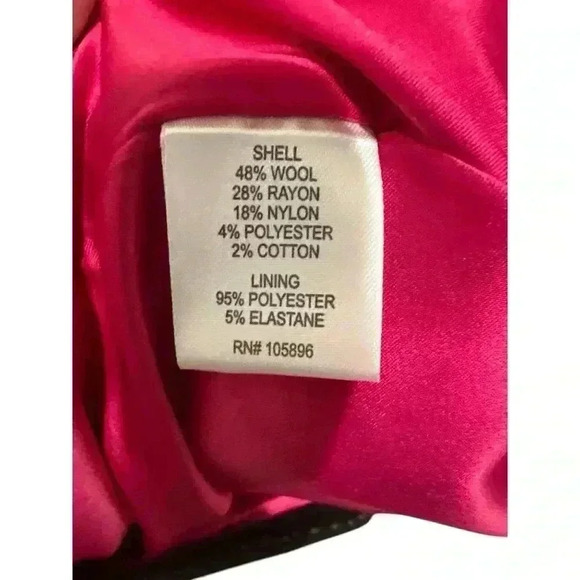 SHELL
48% WOOL
28% RAYON
18% NYLON
4% POLYESTER
2% COTTON
LINING
95% POLYESTER
5% ELASTANE
RN# 105896